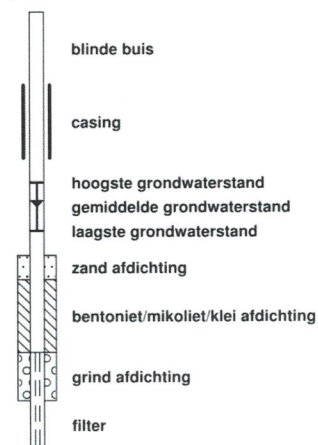 blinde buis
casing
hoogste grondwaterstand
gemiddelde grondwaterstand
laagste grondwaterstand
zand afdichting
bentoniet/mikoliet/klei afdichting
grind afdichting
filter